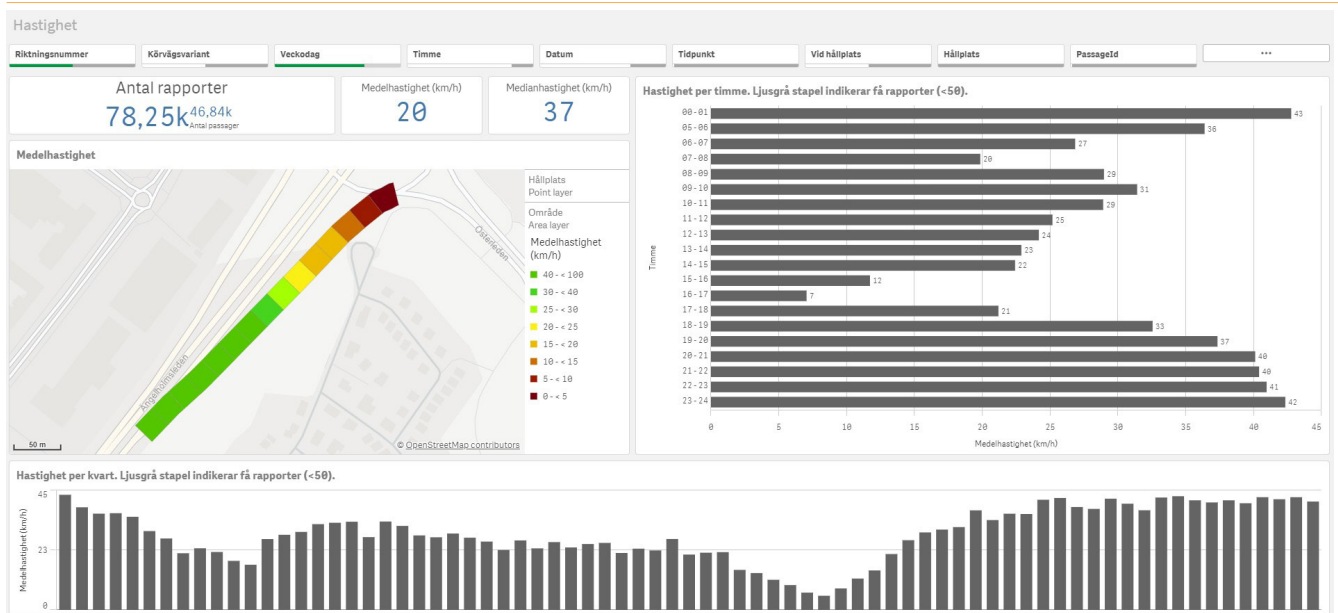 Hastighet
Riktningsnummer
Körvägsvariant
Veckodag
Timme
Datum
Tidpunkt
Vid hållplats
Hållplats
PassageId
...
Antal rapporter
78,25k
46,84k
Antal passager
Medelhastighet (km/h)
20
Medianhastighet (km/h)
37
Medelhastighet
Österleden
Ängelholmsleden
50 m
© OpenStreetMap contributors
Hållplats
Point layer
Område
Area layer
Medelhastighet
(km/h)
40 - < 100
30 - < 40
25 - < 30
20 - < 25
15 - < 20
10 - < 15
5 - < 10
0 - < 5
Hastighet per timme. Ljusgrå stapel indikerar få rapporter (<50).
Timme
00-01 43
05-06 36
06-07 27
07-08 20
08-09 29
09-10 31
10-11 29
11-12 25
12-13 24
13-14 23
14-15 22
15-16 12
16-17 7
17-18 21
18-19 33
19-20 37
20-21 40
21-22 40
22-23 41
23-24 42
0 5 10 15 20 25 30 35 40 45
Medelhastighet (km/h)
Hastighet per kvart. Ljusgrå stapel indikerar få rapporter (<50).
Medelhastighet (km/h)
45
23
0